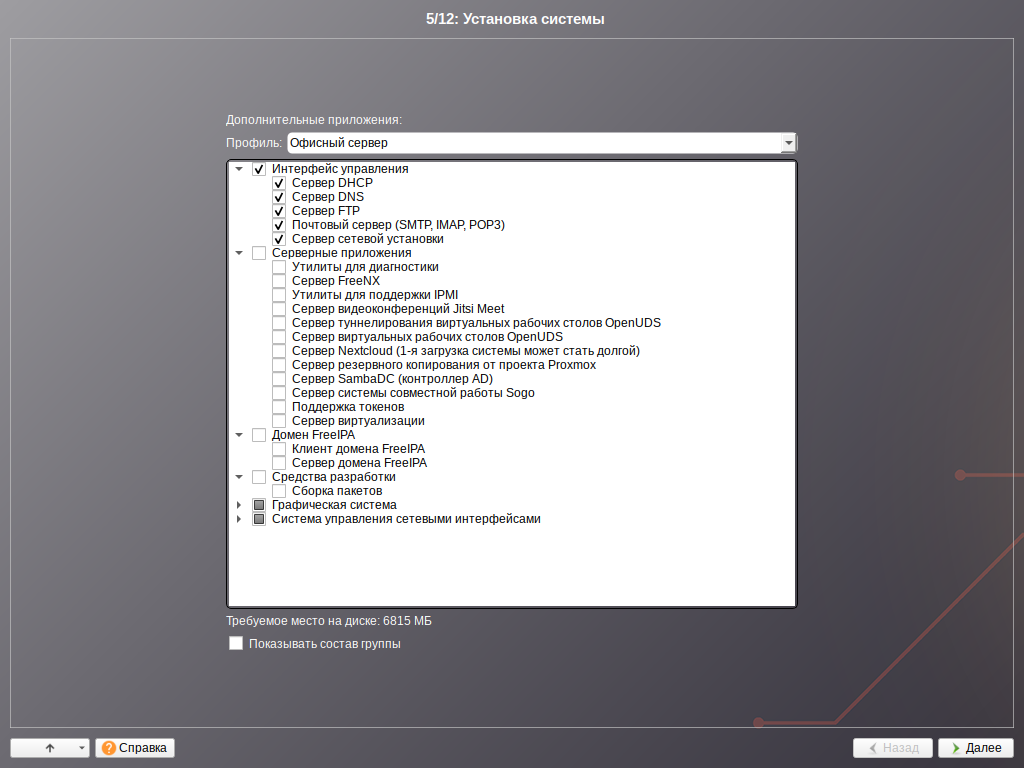 5/12: Установка системы
Дополнительные приложения:
Профиль: Офисный сервер
Интерфейс управления
Сервер DHCP
Сервер DNS
Сервер FTP
Почтовый сервер (SMTP, IMAP, POP3)
Сервер сетевой установки
Серверные приложения
Утилиты для диагностики
Сервер FreeNX
Утилиты для поддержки IPMI
Сервер видеоконференций Jitsi Meet
Сервер туннелирования виртуальных рабочих столов OpenUDS
Сервер виртуальных рабочих столов OpenUDS
Сервер Nextcloud (1-я загрузка системы может стать долгой)
Сервер резервного копирования от проекта Proxmox
Сервер SambaDC (контроллер AD)
Сервер системы совместной работы Sogo
Поддержка токенов
Сервер виртуализации
Домен FreeIPA
Клиент домена FreeIPA
Сервер домена FreeIPA
Средства разработки
Сборка пакетов
Графическая система
Система управления сетевыми интерфейсами
Требуемое место на диске: 6815 МБ
Показывать состав группы
Справка Назад Далее